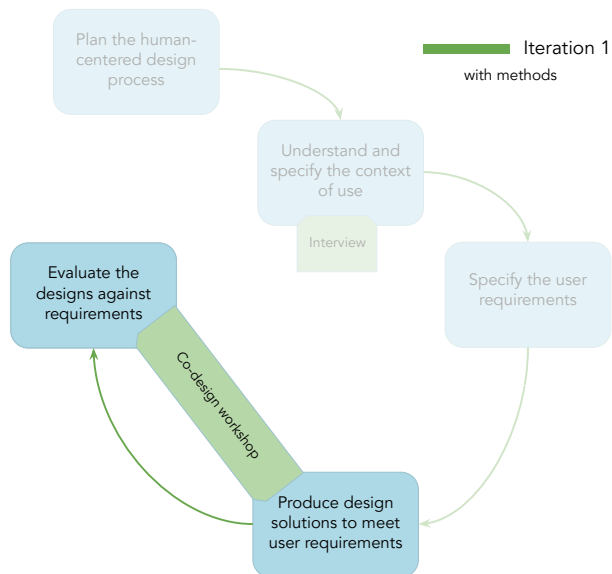 Plan the human-
centered design
process
Iteration 1
with methods
Understand and
specify the context
of use
Interview
Specify the user
requirements
Evaluate the
designs against
requirements
Co-design workshop
Produce design
solutions to meet
user requirements